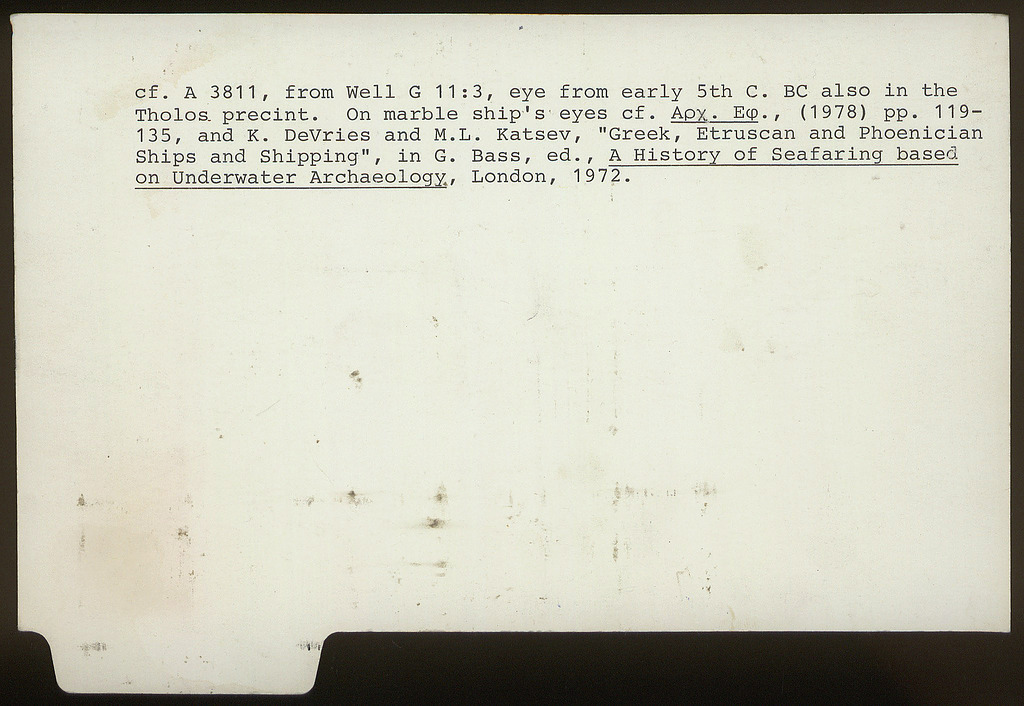 cf. A 3811, from Well G 11:3, eye from early 5th C. BC also in the
Tholos precint.  On marble ship's eyes cf. Αρχ. Εφ., (1978) pp. 119-
135, and K. DeVries and M.L. Katsev, "Greek, Etruscan and Phoenician
Ships and Shipping", in G. Bass, ed., A History of Seafaring based
on Underwater Archaeology, London, 1972.